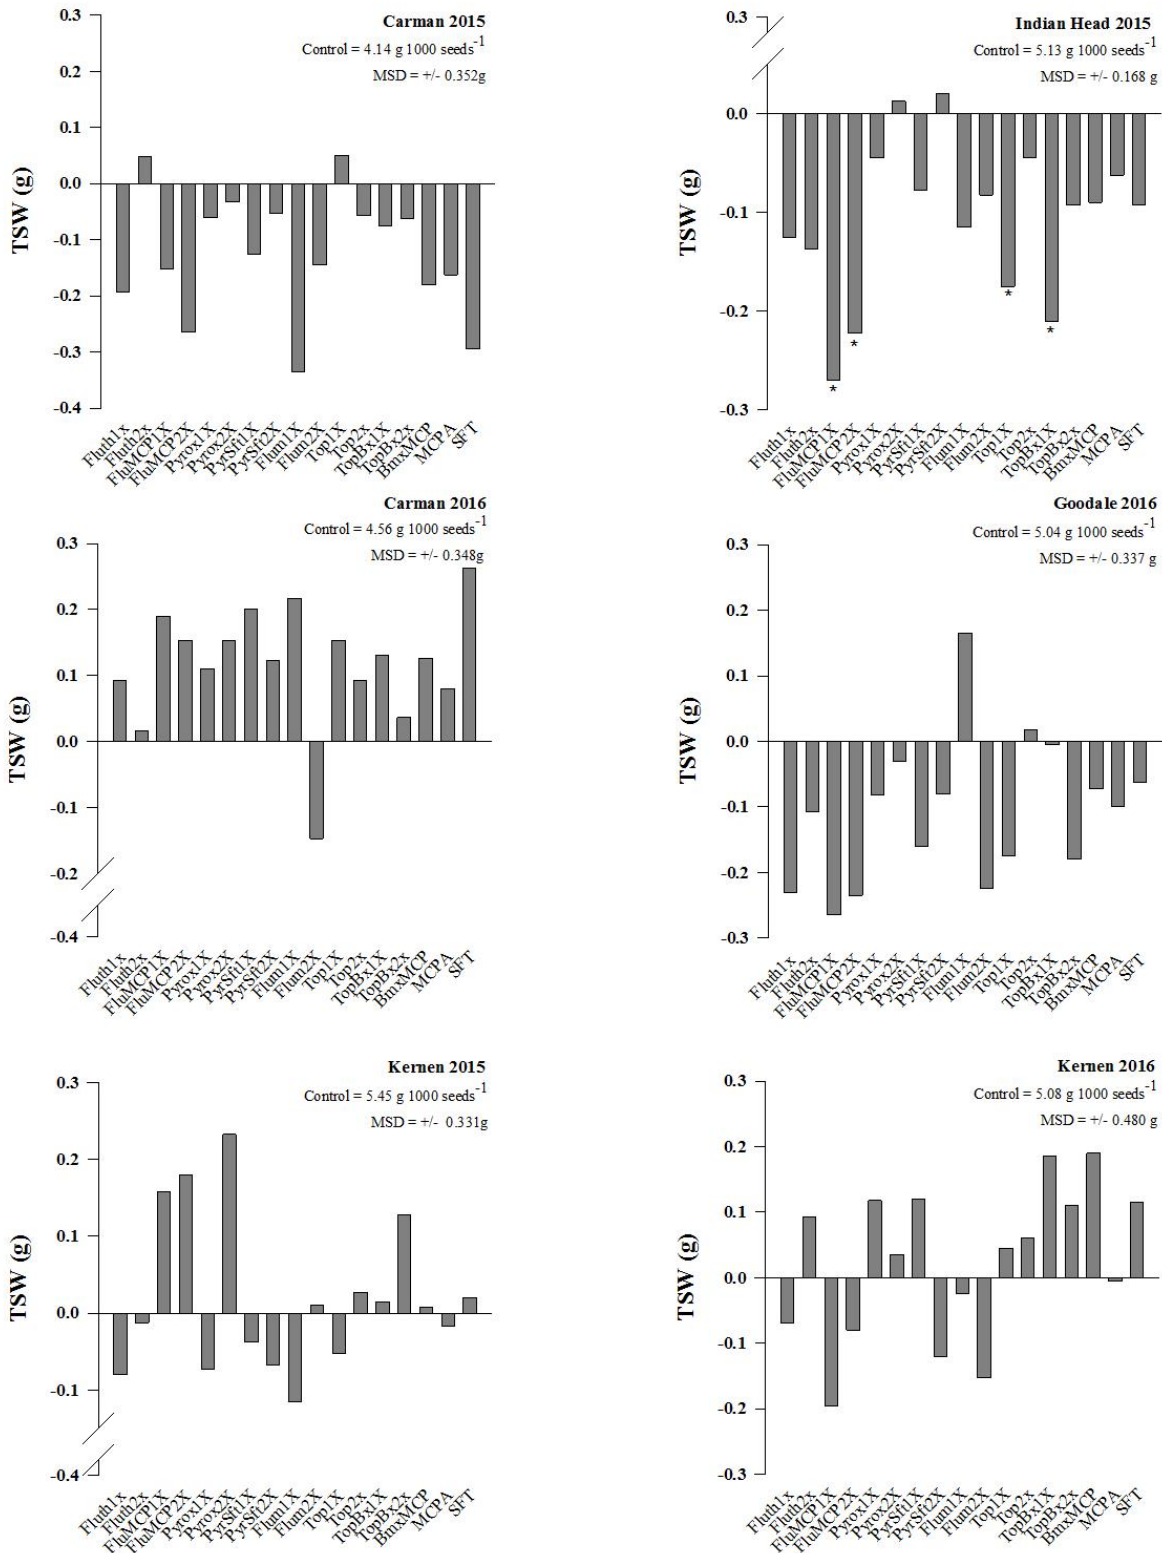 Carman 2015
Control = 4.14 g 1000 seeds-1
MSD = +/- 0.352g
TSW (g)
0.3
0.2
0.1
0.0
-0.1
-0.2
-0.3
-0.4
Fluth1x
Fluth2x
FluMCP1X
FluMCP2X
Pyrox1X
Pyrox2X
PyrSft1X
PyrSft2X
Flum1X
Flum2X
Top1X
Top2x
TopBx1X
TopBx2x
BmxMCP
MCPA
SFT
Indian Head 2015
Control = 5.13 g 1000 seeds-1
MSD = +/- 0.168 g
TSW (g)
0.3
0.0
-0.1
-0.2
-0.3
*
*
*
*
Fluth1x
Fluth2x
FluMCP1X
FluMCP2X
Pyrox1X
Pyrox2X
PyrSft1X
PyrSft2X
Flum1X
Flum2X
Top1X
Top2x
TopBx1X
TopBx2x
BmxMCP
MCPA
SFT
Carman 2016
Control = 4.56 g 1000 seeds-1
MSD = +/- 0.348g
TSW (g)
0.3
0.2
0.1
0.0
-0.1
-0.2
-0.4
Fluth1x
Fluth2x
FluMCP1X
FluMCP2X
Pyrox1X
Pyrox2X
PyrSft1X
PyrSft2X
Flum1X
Flum2X
Top1X
Top2x
TopBx1X
TopBx2x
BmxMCP
MCPA
SFT
Goodale 2016
Control = 5.04 g 1000 seeds-1
MSD = +/- 0.337 g
TSW (g)
0.3
0.2
0.1
0.0
-0.1
-0.2
-0.3
Fluth1x
Fluth2x
FluMCP1X
FluMCP2X
Pyrox1X
Pyrox2X
PyrSft1X
PyrSft2X
Flum1X
Flum2X
Top1X
Top2x
TopBx1X
TopBx2x
BmxMCP
MCPA
SFT
Kernen 2015
Control = 5.45 g 1000 seeds-1
MSD = +/- 0.331g
TSW (g)
0.3
0.2
0.1
0.0
-0.1
-0.4
Fluth1x
Fluth2x
FluMCP1X
FluMCP2X
Pyrox1X
Pyrox2X
PyrSft1X
PyrSft2X
Flum1X
Flum2X
Top1X
Top2x
TopBx1X
TopBx2x
BmxMCP
MCPA
SFT
Kernen 2016
Control = 5.08 g 1000 seeds-1
MSD = +/- 0.480 g
TSW (g)
0.3
0.2
0.1
0.0
-0.1
-0.2
-0.3
Fluth1x
Fluth2x
FluMCP1X
FluMCP2X
Pyrox1X
Pyrox2X
PyrSft1X
PyrSft2X
Flum1X
Flum2X
Top1X
Top2x
TopBx1X
TopBx2x
BmxMCP
MCPA
SFT